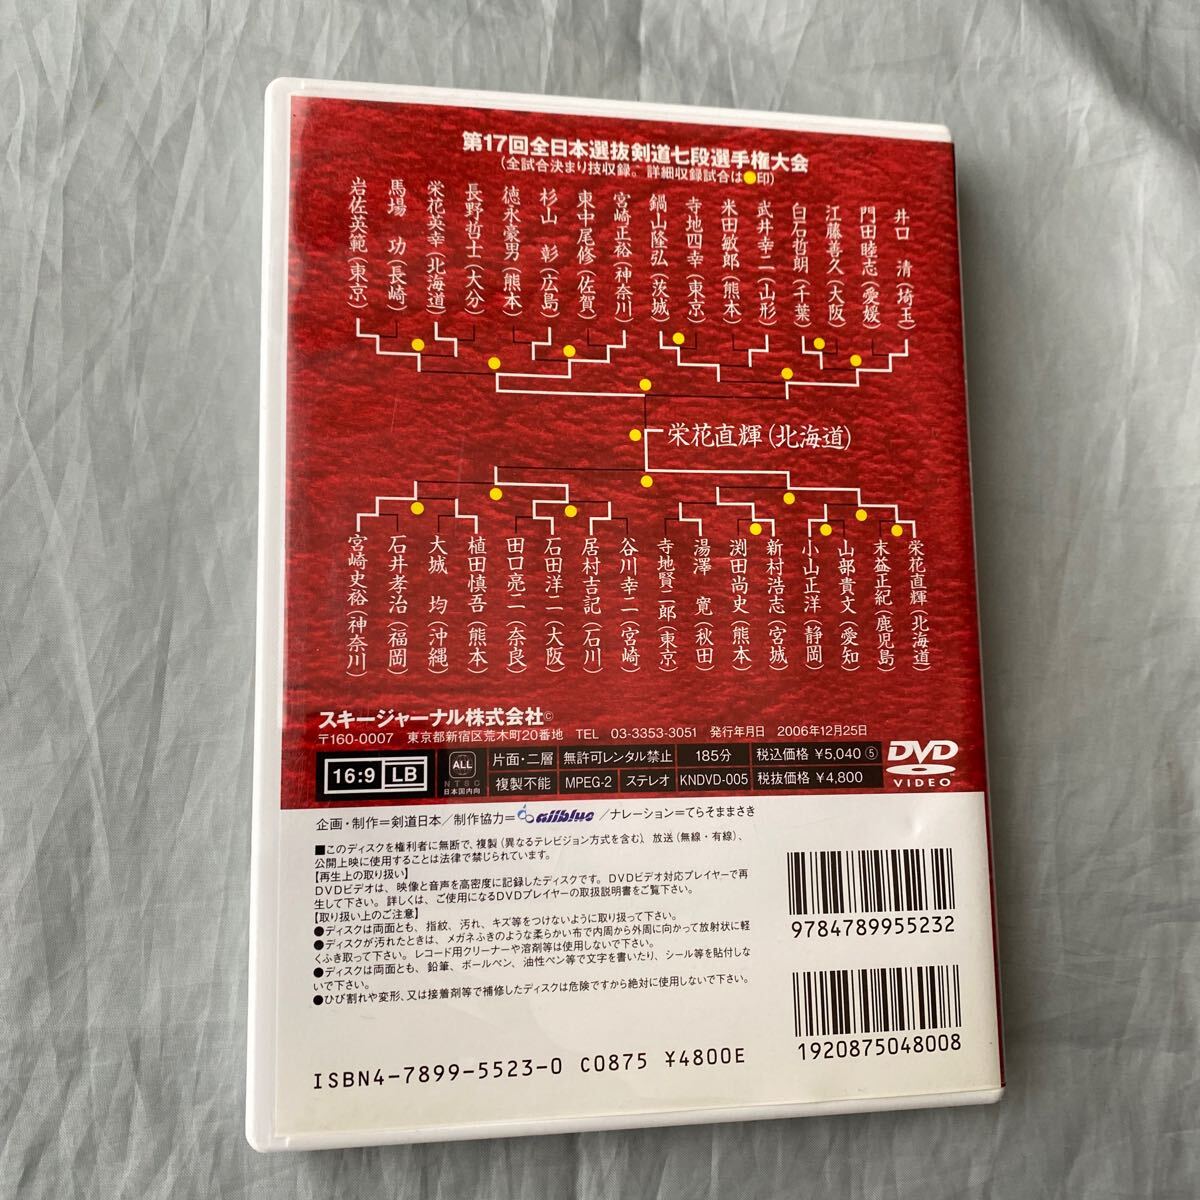 第17回全日本選抜剣道七段選手権大会
(全試合決まり技収録。詳細収録試合は●印)
井口 清(埼玉)
門田睦志(愛媛)
江藤善久(大阪)
白石哲朗(千葉)
武井幸二(山形)
米田敏郎(熊本)
寺地四幸(東京)
鍋山隆弘(茨城)
宮崎正裕(神奈川)
東中尾修(佐賀)
杉山 彰(広島)
徳永豪男(熊本)
長野哲士(大分)
栄花英幸(北海道)
馬場 功(長崎)
岩佐英範(東京)
栄花直輝(北海道)
栄花直輝(北海道)
末益正紀(鹿児島)
山部貴文(愛知)
小山正洋(静岡)
新村浩志(宮城)
渕田尚史(熊本)
湯澤 寛(秋田)
寺地賢二郎(東京)
谷川幸二(宮崎)
居村吉記(石川)
石田洋二(大阪)
田口亮二(奈良)
植田慎吾(熊本)
大城 均(沖縄)
石井孝治(福岡)
宮崎史裕(神奈川)
スキージャーナル株式会社©
〒160-0007 東京都新宿区荒木町20番地 TEL 03-3353-3051 発行年月日 2006年12月25日
16:9 LB
ALL
NTSC
日本国内向
片面・二層 無許可レンタル禁止 185分 税込価格 ¥5,040 ⑤
複製不能 MPEG-2 ステレオ KNDVD-005 税抜価格 ¥4,800
DVD
VIDEO
企画・制作=剣道日本/制作協力=aiiblue/ナレーション=てらそままさき
■このディスクを権利者に無断で、複製(異なるテレビジョン方式を含む)、放送(無線・有線)、
公開上映に使用することは法律で禁じられています。
【再生上の取り扱い】
DVDビデオは、映像と音声を高密度に記録したディスクです。DVDビデオ対応プレイヤーで再
生して下さい。詳しくは、ご使用になるDVDプレイヤーの取扱説明書をご覧下さい。
【取り扱い上のご注意】
●ディスクは両面とも、指紋、汚れ、キズ等をつけないように取り扱って下さい。
●ディスクが汚れたときは、メガネふきのような柔らかい布で内周から外周に向かって放射状に軽
くふき取って下さい。レコード用クリーナーや溶剤等は使用しないで下さい。
●ディスクは両面とも、鉛筆、ボールペン、油性ペン等で文字を書いたり、シール等を貼付しな
いで下さい。
●ひび割れや変形、又は接着剤等で補修したディスクは危険ですから絶対に使用しないで下さい。
9784789955232
1920875048008
ISBN4-7899-5523-0 C0875 ¥4800E